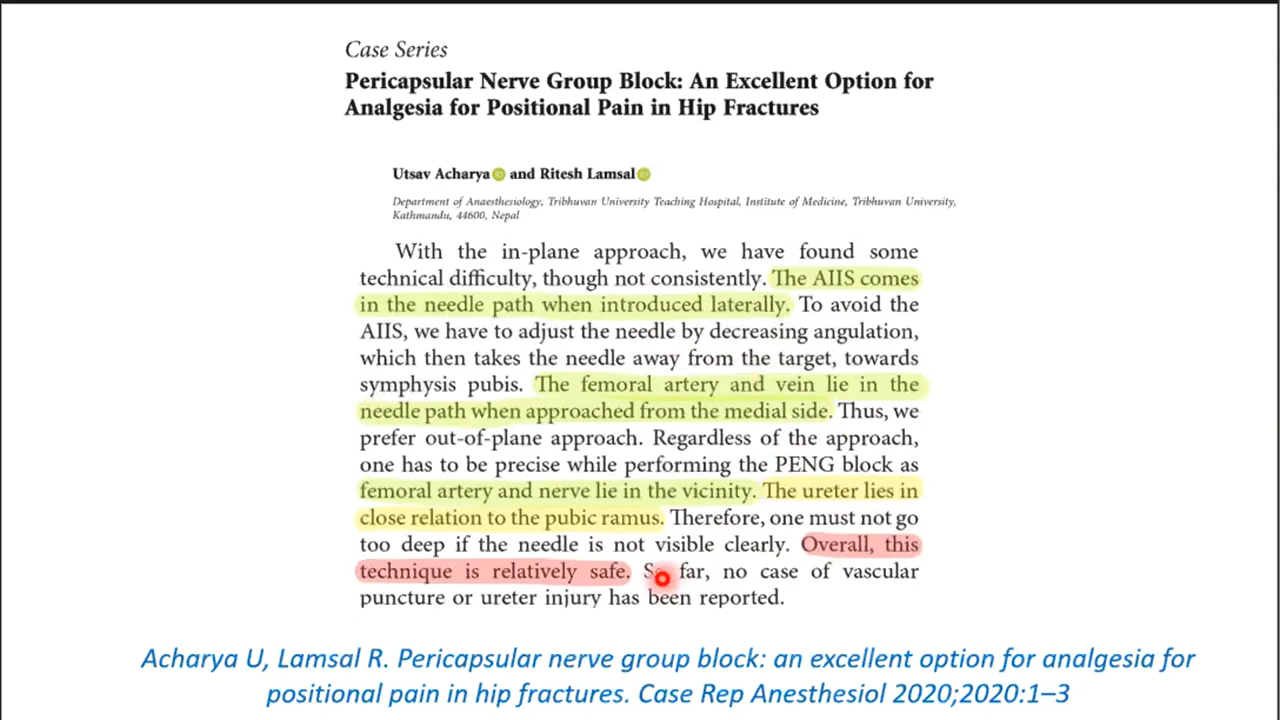 Case Series
Pericapsular Nerve Group Block: An Excellent Option for
Analgesia for Positional Pain in Hip Fractures
Utsav Acharya and Ritesh Lamsal
Department of Anaesthesiology, Tribhuvan University Teaching Hospital, Institute of Medicine, Tribhuvan University,
Kathmandu, 44600, Nepal
With the in-plane approach, we have found some
technical difficulty, though not consistently. The AIIS comes
in the needle path when introduced laterally. To avoid the
AIIS, we have to adjust the needle by decreasing angulation,
which then takes the needle away from the target, towards
symphysis pubis. The femoral artery and vein lie in the
needle path when approached from the medial side. Thus, we
prefer out-of-plane approach. Regardless of the approach,
one has to be precise while performing the PENG block as
femoral artery and nerve lie in the vicinity. The ureter lies in
close relation to the pubic ramus. Therefore, one must not go
too deep if the needle is not visible clearly. Overall, this
technique is relatively safe. So far, no case of vascular
puncture or ureter injury has been reported.
Acharya U, Lamsal R. Pericapsular nerve group block: an excellent option for analgesia for
positional pain in hip fractures. Case Rep Anesthesiol 2020;2020:1–3